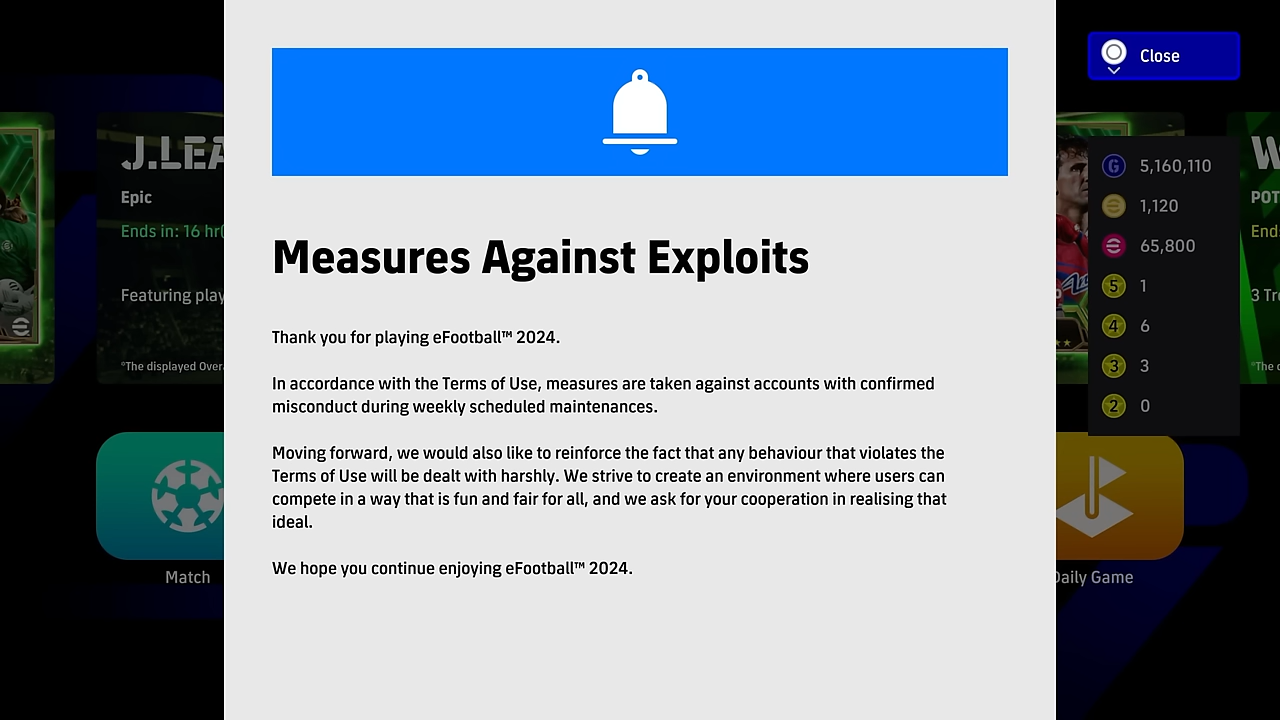 Close
J.LEA
Epic
Ends in: 16 hr(
Featuring play
*The displayed Overa
Measures Against Exploits
Thank you for playing eFootball™ 2024.
In accordance with the Terms of Use, measures are taken against accounts with confirmed
misconduct during weekly scheduled maintenances.
Moving forward, we would also like to reinforce the fact that any behaviour that violates the
Terms of Use will be dealt with harshly. We strive to create an environment where users can
compete in a way that is fun and fair for all, and we ask for your cooperation in realising that
ideal.
We hope you continue enjoying eFootball™ 2024.
G 5,160,110
1,120
65,800
5 1
4 6
3 3
2 0
W
POT
Ends
3 Tr
*The d
Match
Daily Game